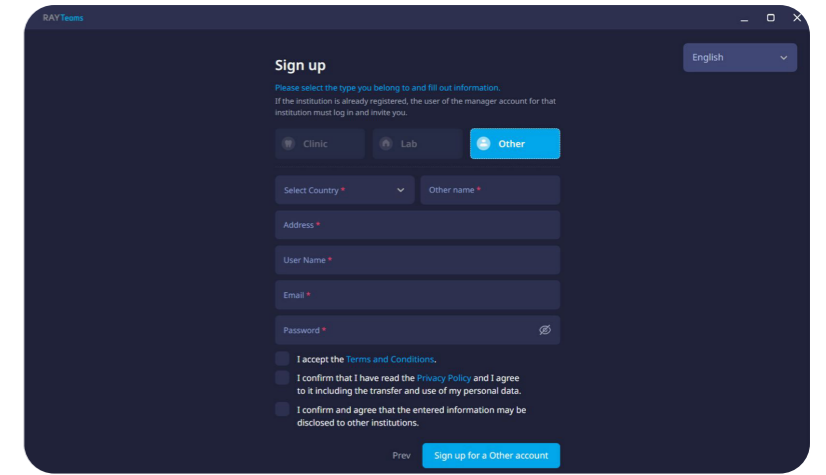 RAYTeams
English
Sign up
Please select the type you belong to and fill out information.
If the institution is already registered, the user of the manager account for that
institution must log in and invite you.
Clinic
Lab
Other
Select Country *
Other name *
Address *
User Name *
Email *
Password *
I accept the Terms and Conditions.
I confirm that I have read the Privacy Policy and I agree
to it including the transfer and use of my personal data.
I confirm and agree that the entered information may be
disclosed to other institutions.
Prev
Sign up for a Other account